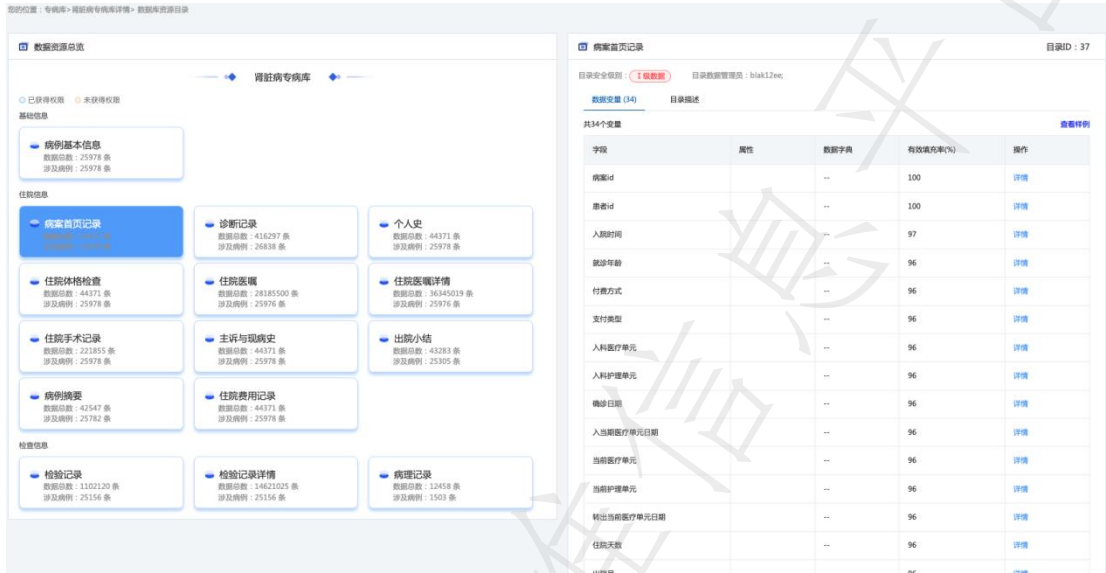 您的位置：专病库> 肾脏病专病库详情> 数据库资源目录
数据资源总览
肾脏病专病库
已获得权限 未获得权限
基础信息
病例基本信息
数据总数：25978 条
涉及病例：25978 条
住院信息
病案首页记录
诊断记录
数据总数：416297 条
涉及病例：26838 条
个人史
数据总数：44371 条
涉及病例：25978 条
住院体格检查
数据总数：44371 条
涉及病例：25978 条
住院医嘱
数据总数：28185500 条
涉及病例：25976 条
住院医嘱详情
数据总数：36345019 条
涉及病例：25976 条
住院手术记录
数据总数：221855 条
涉及病例：25978 条
主诉与现病史
数据总数：44371 条
涉及病例：25978 条
出院小结
数据总数：43283 条
涉及病例：25305 条
病例摘要
数据总数：42547 条
涉及病例：25782 条
住院费用记录
数据总数：44371 条
涉及病例：25978 条
检查信息
检验记录
数据总数：1102120 条
涉及病例：25156 条
检验记录详情
数据总数：14621025 条
涉及病例：25156 条
病理记录
数据总数：12458 条
涉及病例：1503 条
病案首页记录 目录ID：37
目录安全级别： I 级数据 目录数据管理员：blak12ee;
数据变量 (34) 目录描述
共34个变量 查看样例
字段 属性 数据字典 有效填充率(%) 操作
病案id -- 100 详情
患者id -- 100 详情
入院时间 -- 97 详情
就诊年龄 -- 96 详情
付费方式 -- 96 详情
支付类型 -- 96 详情
入科医疗单元 -- 96 详情
入科护理单元 -- 96 详情
确诊日期 -- 96 详情
入当期医疗单元日期 -- 96 详情
当前医疗单元 -- 96 详情
当前护理单元 -- 96 详情
转出当前医疗单元日期 -- 96 详情
住院天数 -- 96 详情